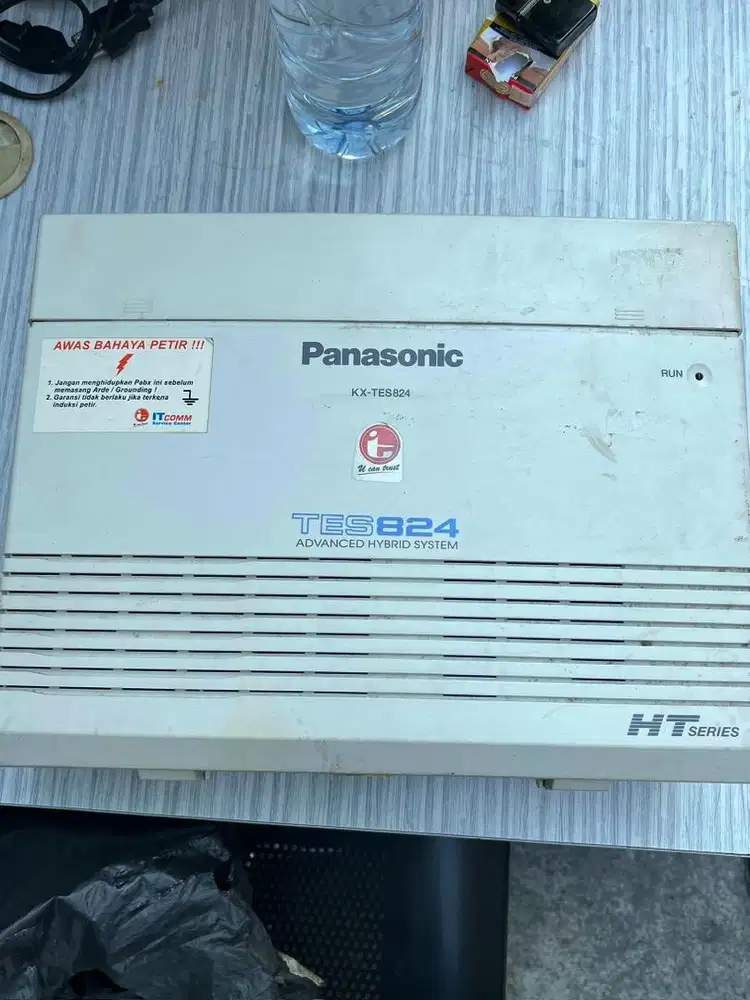 AWAS BAHAYA PETIR !!!
1. Jangan menghidupkan Pabx ini sebelum
memasang Arde / Grounding !
2. Garansi tidak berlaku jika terkena
induksi petir.
ITCOMM
Service Center
Panasonic
KX-TES824
RUN
U can trust
TES824
ADVANCED HYBRID SYSTEM
HT SERIES